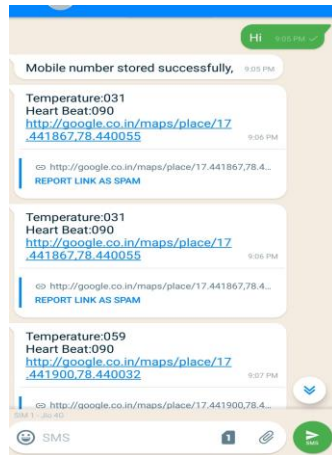 Hi 9:05 PM
Mobile number stored successfully, 9:05 PM
Temperature:031
Heart Beat:090
http://google.co.in/maps/place/17
.441867,78.440055 9:06 PM
http://google.co.in/maps/place/17.441867,78.4...
REPORT LINK AS SPAM
Temperature:031
Heart Beat:090
http://google.co.in/maps/place/17
.441867,78.440055 9:06 PM
http://google.co.in/maps/place/17.441867,78.4...
REPORT LINK AS SPAM
Temperature:059
Heart Beat:090
http://google.co.in/maps/place/17
.441900,78.440032 9:07 PM
http://google.co.in/maps/place/17.441900,78.4...
SIM 1 - Jio 4G
SMS 1 SMS